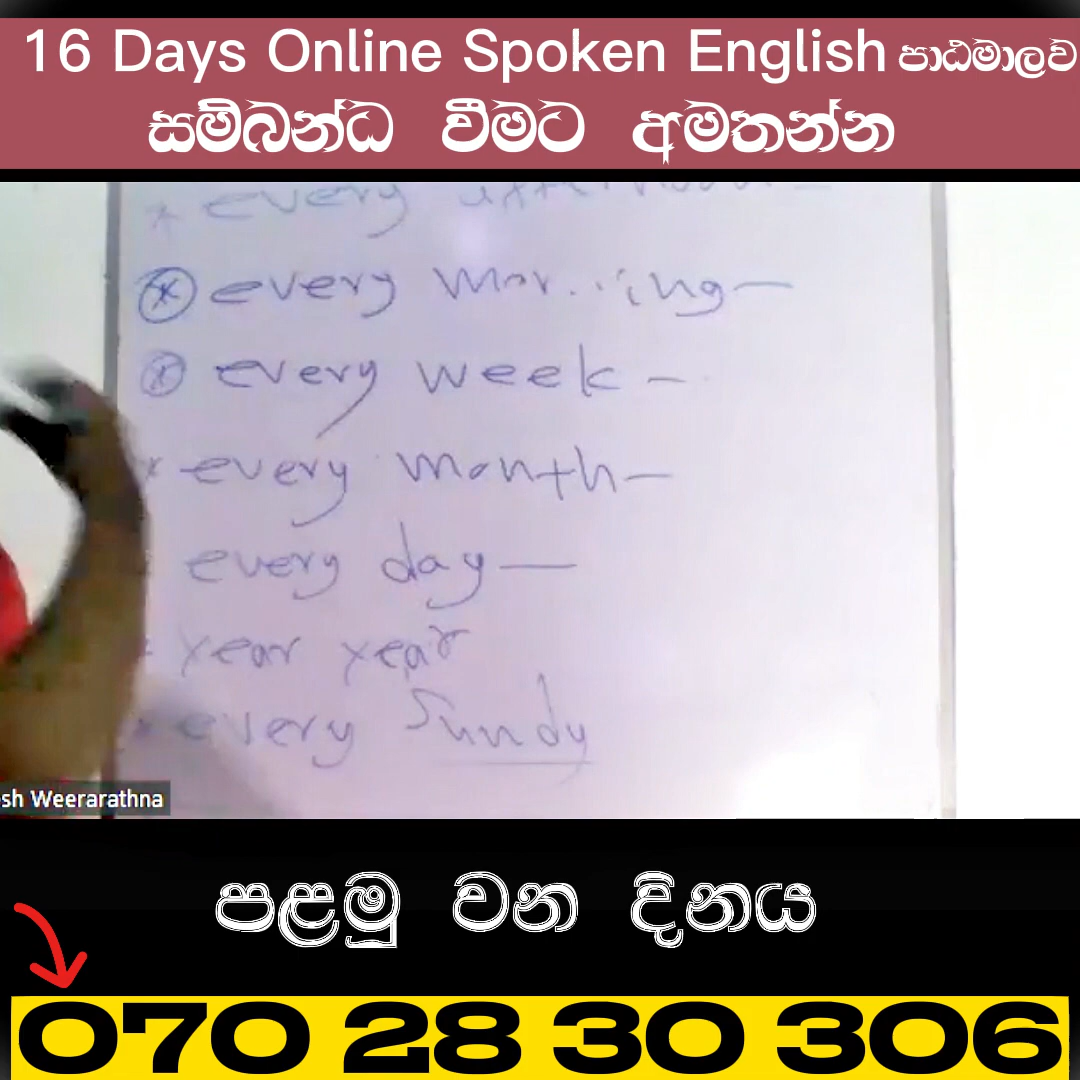 16 Days Online Spoken English පාඨමාලව
සම්බන්ධ වීමට අමතන්න
* every
* every mor..ing –
* every week –
* every month –
every day —
* year year
* every Sundy
sh Weerarathna
පළමු වන දිනය
070 28 30 306